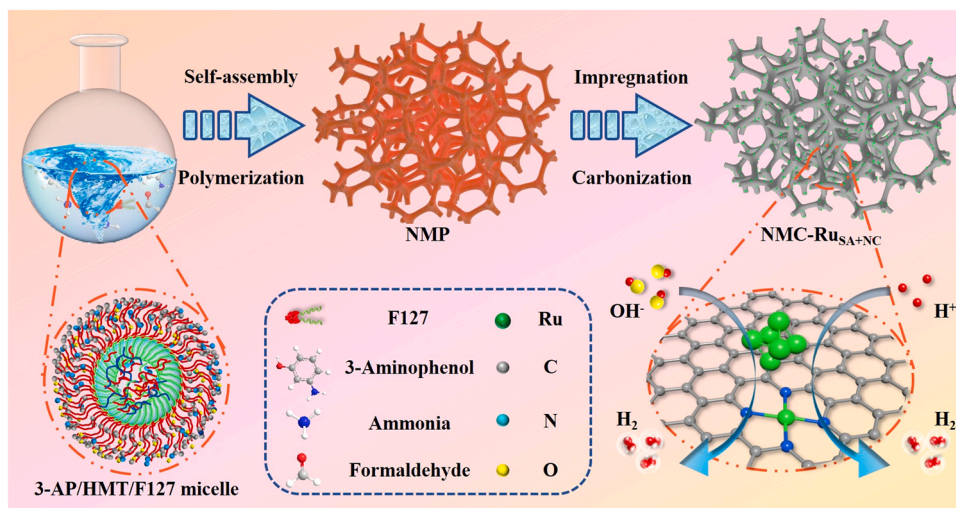 Self-assembly
Polymerization
NMP
Impregnation
Carbonization
NMC-Ru_SA+NC
3-AP/HMT/F127 micelle
F127
Ru
3-Aminophenol
C
Ammonia
N
Formaldehyde
O
OH-
H+
H2
H2